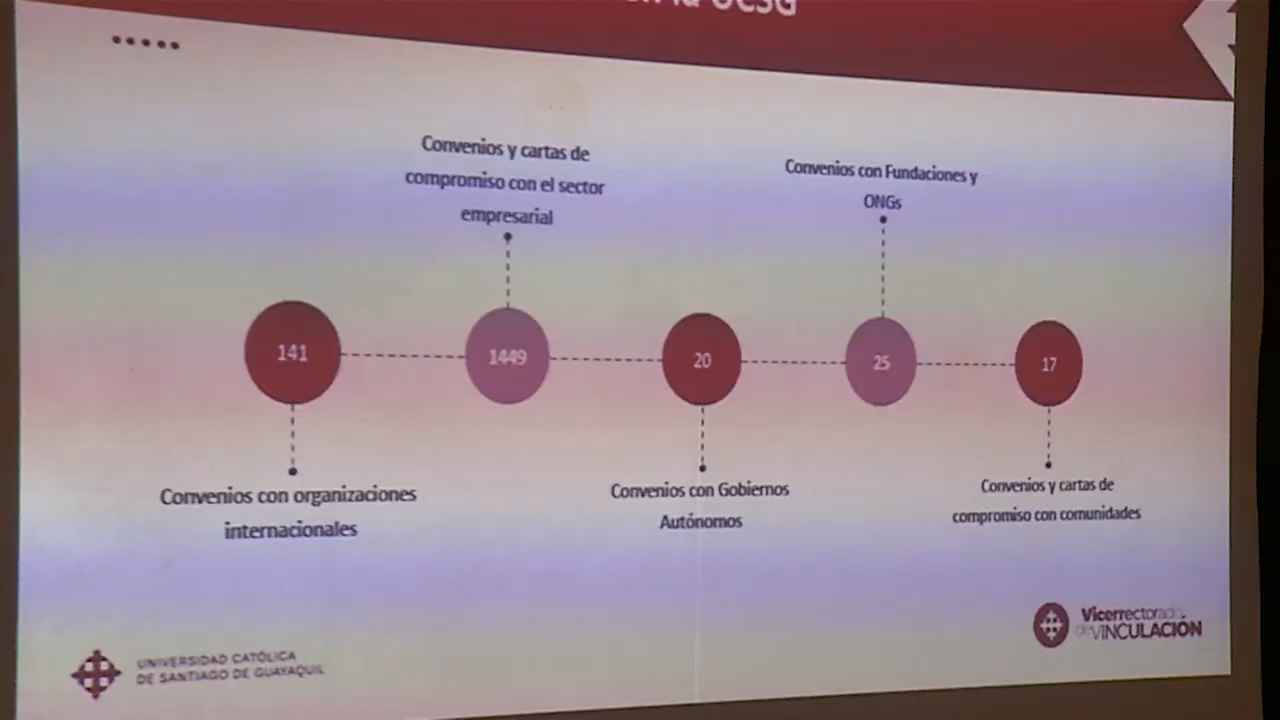 la UCSG
Convenios y cartas de
compromiso con el sector
empresarial
Convenios con Fundaciones y
ONGs
141
1449
20
25
17
Convenios con organizaciones
internacionales
Convenios con Gobiernos
Autónomos
Convenios y cartas de
compromiso con comunidades
UNIVERSIDAD CATÓLICA
DE SANTIAGO DE GUAYAQUIL
Vicerrectorado
de VINCULACIÓN